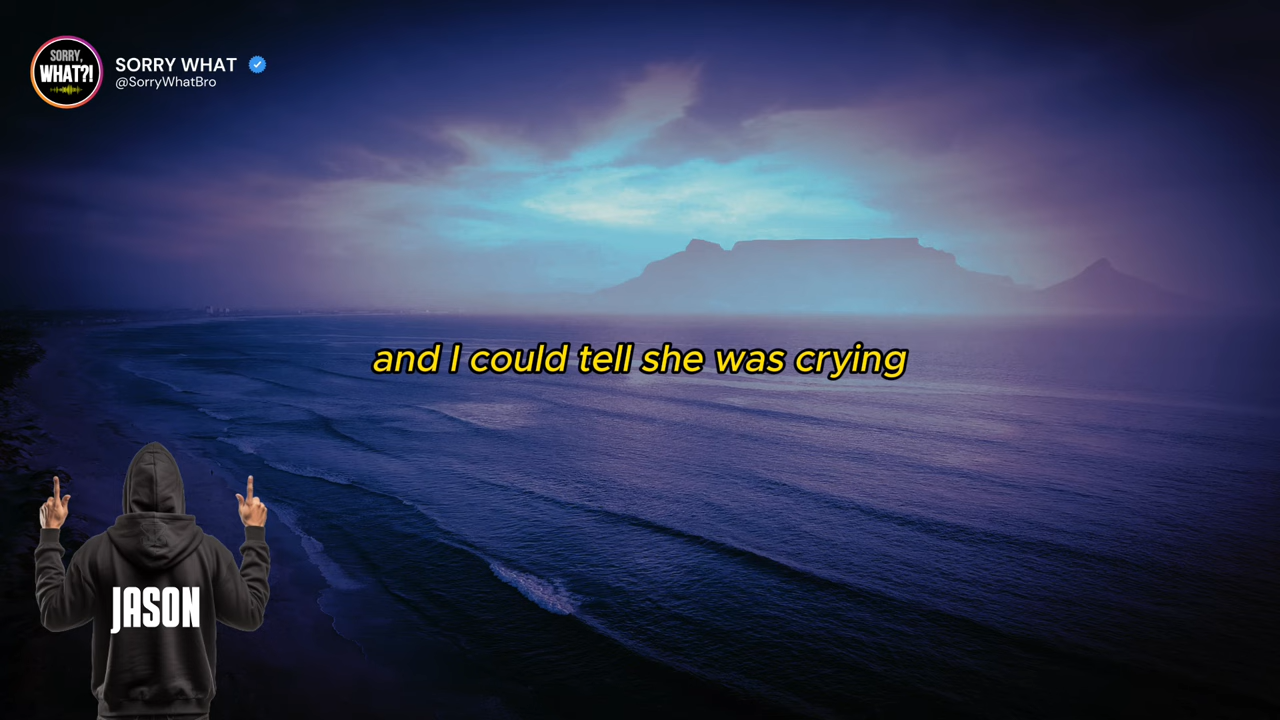 SORRY,
WHAT?!
SORRY WHAT
@SorryWhatBro
and I could tell she was crying
JASON